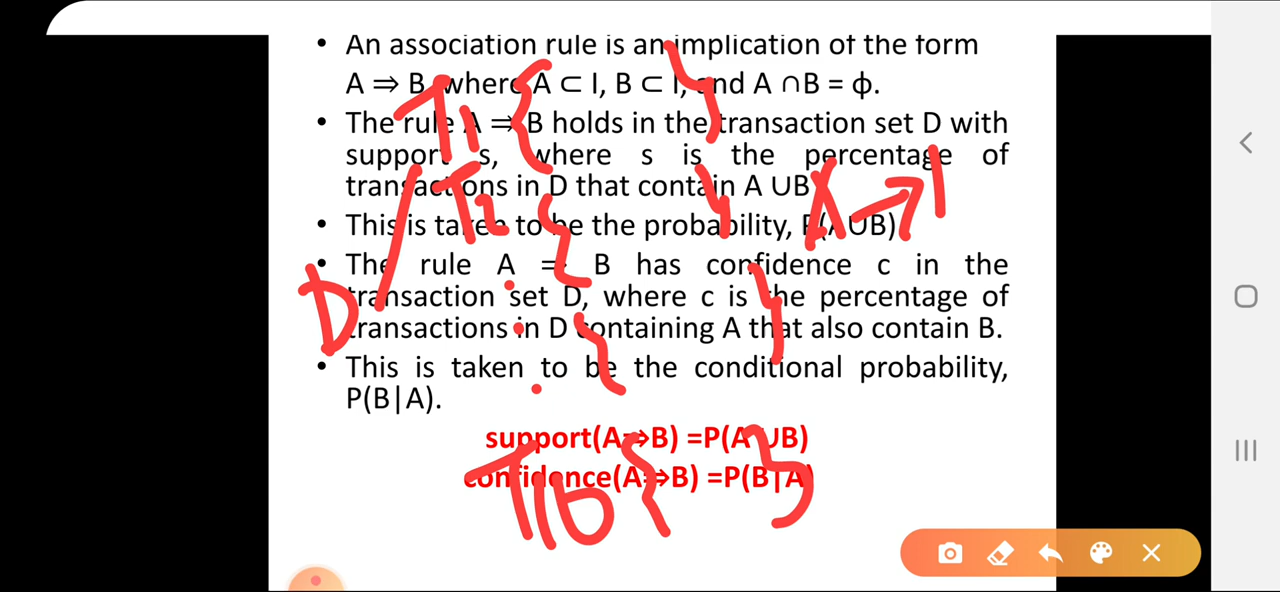 • An association rule is an implication of the form
A ⇒ B, where A ⊂ I, B ⊂ I, and A ∩B = ϕ.
• The rule A ⇒ B holds in the transaction set D with
support s, where s is the percentage of
transactions in D that contain A ∪B
• This is taken to be the probability, P(A ∪B).
• The rule A ⇒ B has confidence c in the
transaction set D, where c is the percentage of
transactions in D containing A that also contain B.
• This is taken to be the conditional probability,
P(B|A).
support(A⇒B) =P(A ∪B)
confidence(A⇒B) =P(B|A)
T1 {
}
T2 {
}
D
A → I
T10 { }